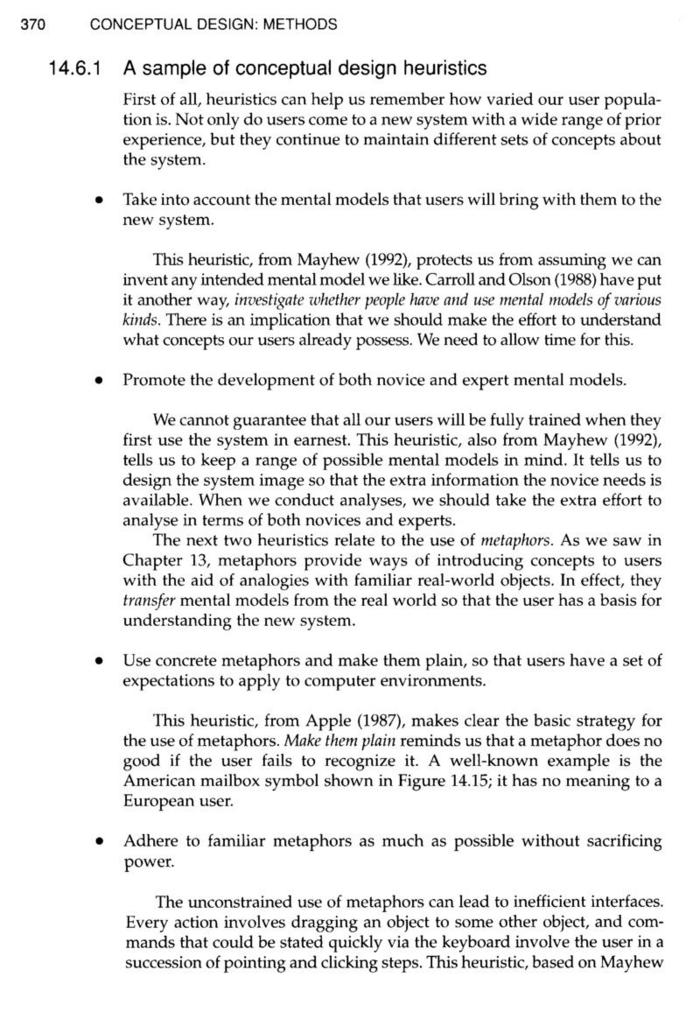 370 CONCEPTUAL DESIGN: METHODS
14.6.1 A sample of conceptual design heuristics
First of all, heuristics can help us remember how varied our user popula-
tion is. Not only do users come to a new system with a wide range of prior
experience, but they continue to maintain different sets of concepts about
the system.
• Take into account the mental models that users will bring with them to the
new system.
This heuristic, from Mayhew (1992), protects us from assuming we can
invent any intended mental model we like. Carroll and Olson (1988) have put
it another way, investigate whether people have and use mental models of various
kinds. There is an implication that we should make the effort to understand
what concepts our users already possess. We need to allow time for this.
• Promote the development of both novice and expert mental models.
We cannot guarantee that all our users will be fully trained when they
first use the system in earnest. This heuristic, also from Mayhew (1992),
tells us to keep a range of possible mental models in mind. It tells us to
design the system image so that the extra information the novice needs is
available. When we conduct analyses, we should take the extra effort to
analyse in terms of both novices and experts.
The next two heuristics relate to the use of metaphors. As we saw in
Chapter 13, metaphors provide ways of introducing concepts to users
with the aid of analogies with familiar real-world objects. In effect, they
transfer mental models from the real world so that the user has a basis for
understanding the new system.
• Use concrete metaphors and make them plain, so that users have a set of
expectations to apply to computer environments.
This heuristic, from Apple (1987), makes clear the basic strategy for
the use of metaphors. Make them plain reminds us that a metaphor does no
good if the user fails to recognize it. A well-known example is the
American mailbox symbol shown in Figure 14.15; it has no meaning to a
European user.
• Adhere to familiar metaphors as much as possible without sacrificing
power.
The unconstrained use of metaphors can lead to inefficient interfaces.
Every action involves dragging an object to some other object, and com-
mands that could be stated quickly via the keyboard involve the user in a
succession of pointing and clicking steps. This heuristic, based on Mayhew